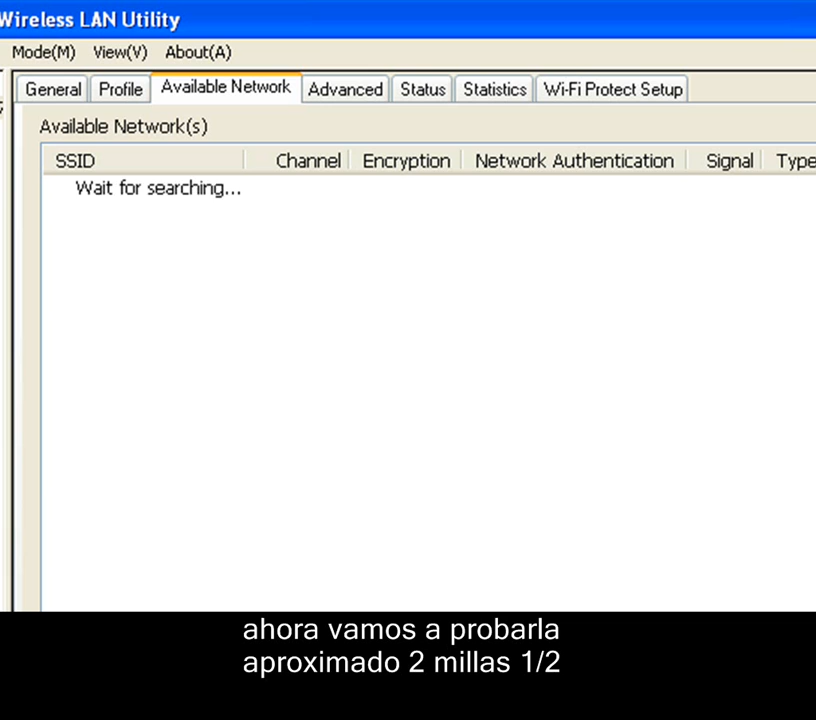 Wireless LAN Utility
Mode(M) View(V) About(A)
General Profile Available Network Advanced Status Statistics Wi-Fi Protect Setup
Available Network(s)
SSID Channel Encryption Network Authentication Signal Type
Wait for searching...
ahora vamos a probarla
aproximado 2 millas 1/2